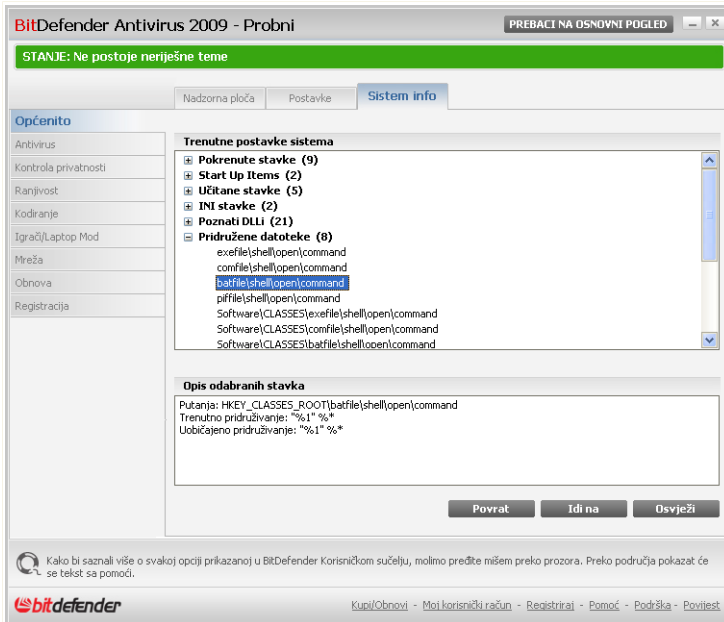 BitDefender Antivirus 2009 - Probni
PREBACI NA OSNOVNI POGLED
STANJE: Ne postoje neriješne teme
Nadzorna ploča
Postavke
Sistem info
Općenito
Antivirus
Kontrola privatnosti
Ranjivost
Kodiranje
Igrači/Laptop Mod
Mreža
Obnova
Registracija
Trenutne postavke sistema
Pokrenute stavke (9)
Start Up Items (2)
Učitane stavke (5)
INI stavke (2)
Poznati DLLi (21)
Pridružene datoteke (8)
exefile\shell\open\command
comfile\shell\open\command
batfile\shell\open\command
piffile\shell\open\command
Software\CLASSES\exefile\shell\open\command
Software\CLASSES\comfile\shell\open\command
Software\CLASSES\batfile\shell\open\command
Opis odabranih stavka
Putanja: HKEY_CLASSES_ROOT\batfile\shell\open\command
Trenutno pridruživanje: "%1" %*
Uobičajeno pridruživanje: "%1" %*
Povrat
Idi na
Osvježi
Kako bi saznali više o svakoj opciji prikazanoj u BitDefender Korisničkom sučelju, molimo pređite mišem preko prozora. Preko područja pokazat će
se tekst sa pomoći.
bitdefender
Kupi/Obnovi - Moj korisnički račun - Registriraj - Pomoć - Podrška - Povijest